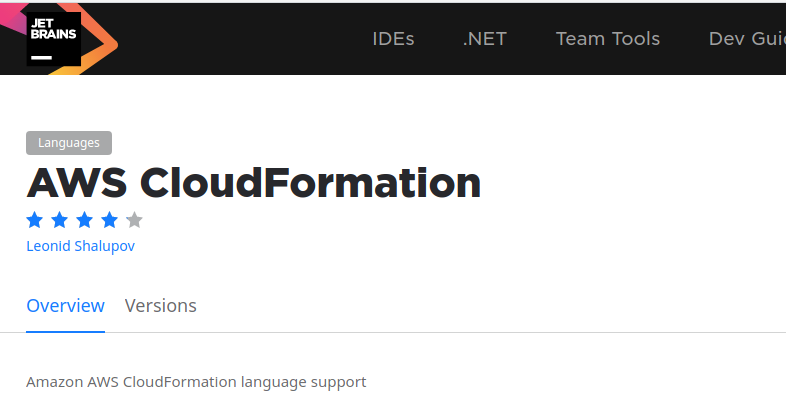 JET
BRAINS
IDEs .NET Team Tools Dev Gui
Languages
AWS CloudFormation
Leonid Shalupov
Overview Versions
Amazon AWS CloudFormation language support